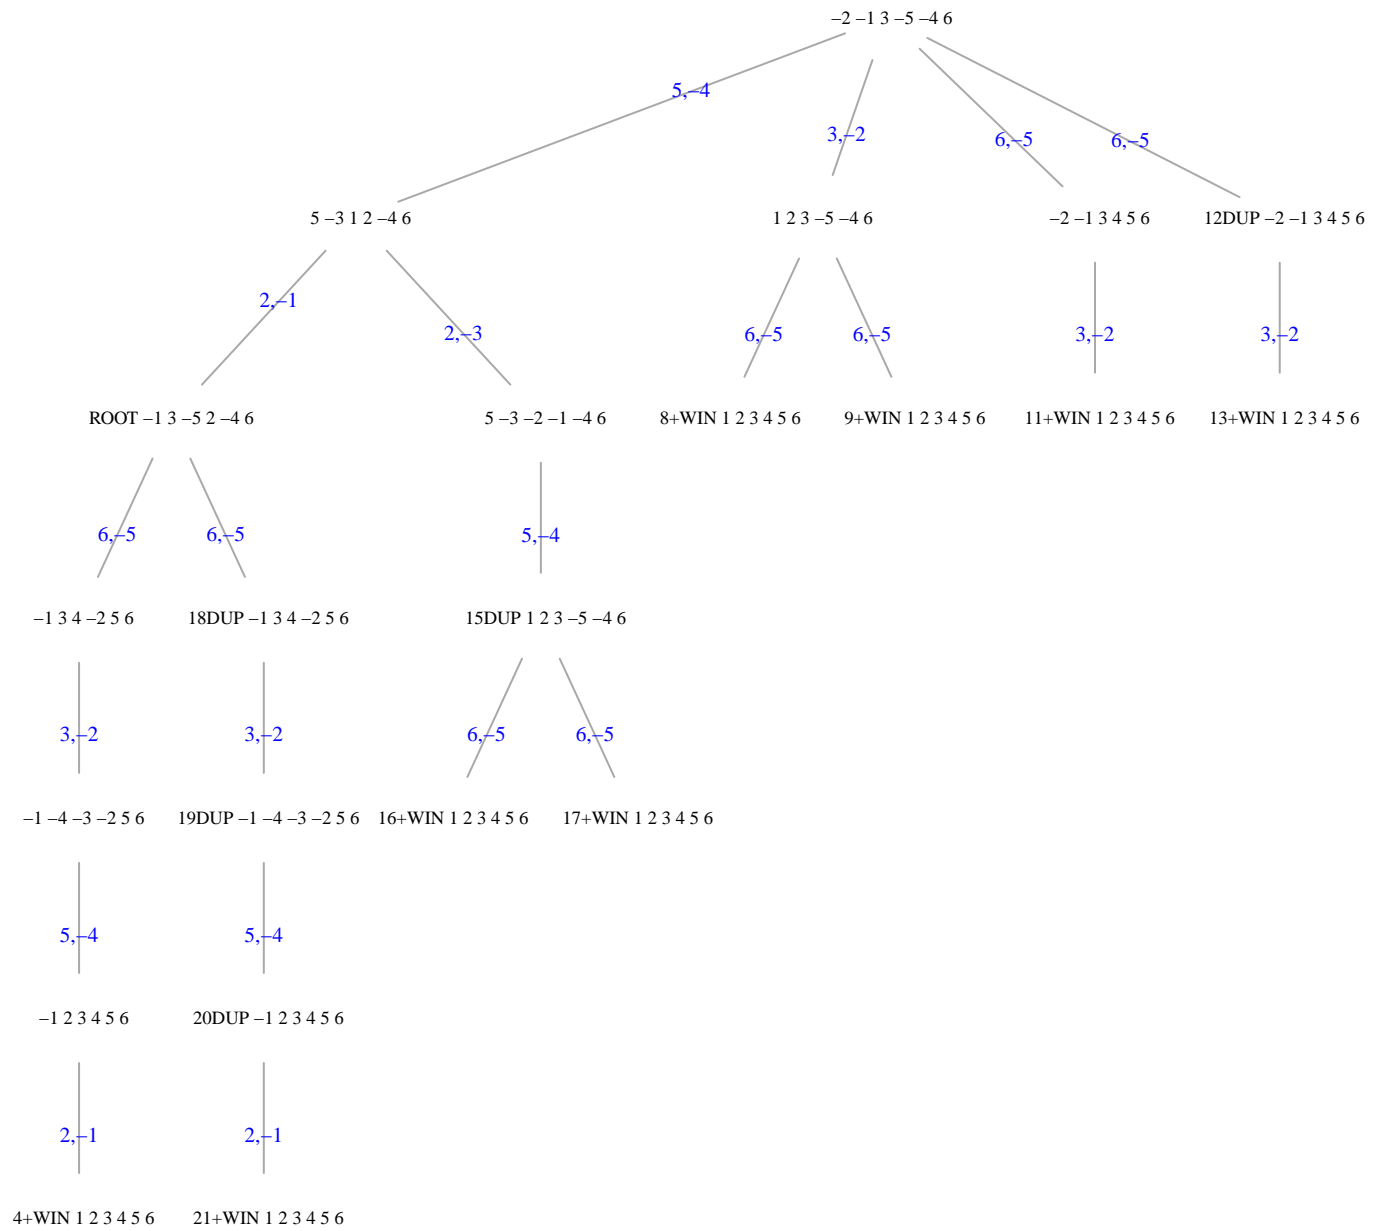 –2 –1 3 –5 –4 6
5,–4
3,–2
6,–5
6,–5
5 –3 1 2 –4 6
1 2 3 –5 –4 6
–2 –1 3 4 5 6
12DUP –2 –1 3 4 5 6
2,–1
2,–3
6,–5
6,–5
3,–2
3,–2
ROOT –1 3 –5 2 –4 6
5 –3 –2 –1 –4 6
8+WIN 1 2 3 4 5 6
9+WIN 1 2 3 4 5 6
11+WIN 1 2 3 4 5 6
13+WIN 1 2 3 4 5 6
6,–5
6,–5
5,–4
–1 3 4 –2 5 6
18DUP –1 3 4 –2 5 6
15DUP 1 2 3 –5 –4 6
3,–2
3,–2
6,–5
6,–5
–1 –4 –3 –2 5 6
19DUP –1 –4 –3 –2 5 6
16+WIN 1 2 3 4 5 6
17+WIN 1 2 3 4 5 6
5,–4
5,–4
–1 2 3 4 5 6
20DUP –1 2 3 4 5 6
2,–1
2,–1
4+WIN 1 2 3 4 5 6
21+WIN 1 2 3 4 5 6